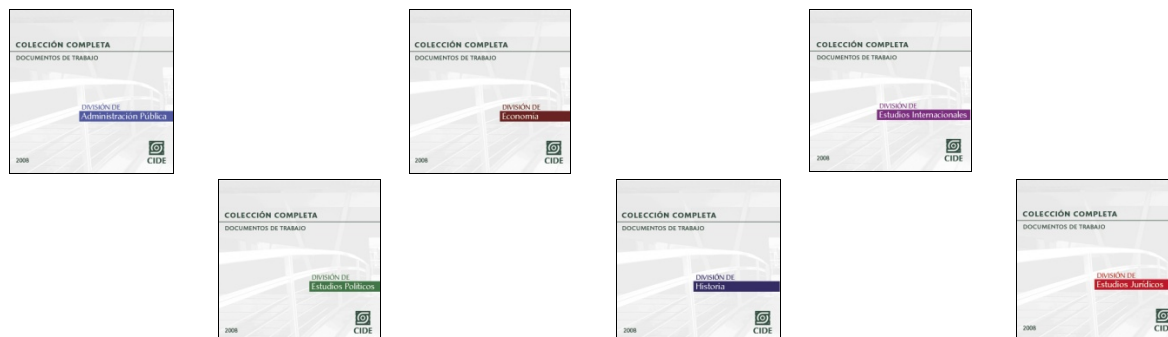 COLECCIÓN COMPLETA
DOCUMENTOS DE TRABAJO
DIVISIÓN DE
Administración Pública
2008
CIDE
COLECCIÓN COMPLETA
DOCUMENTOS DE TRABAJO
DIVISIÓN DE
Economía
2008
CIDE
COLECCIÓN COMPLETA
DOCUMENTOS DE TRABAJO
DIVISIÓN DE
Estudios Internacionales
2008
CIDE
COLECCIÓN COMPLETA
DOCUMENTOS DE TRABAJO
DIVISIÓN DE
Estudios Políticos
2008
CIDE
COLECCIÓN COMPLETA
DOCUMENTOS DE TRABAJO
DIVISIÓN DE
Historia
2008
CIDE
COLECCIÓN COMPLETA
DOCUMENTOS DE TRABAJO
DIVISIÓN DE
Estudios Jurídicos
2008
CID